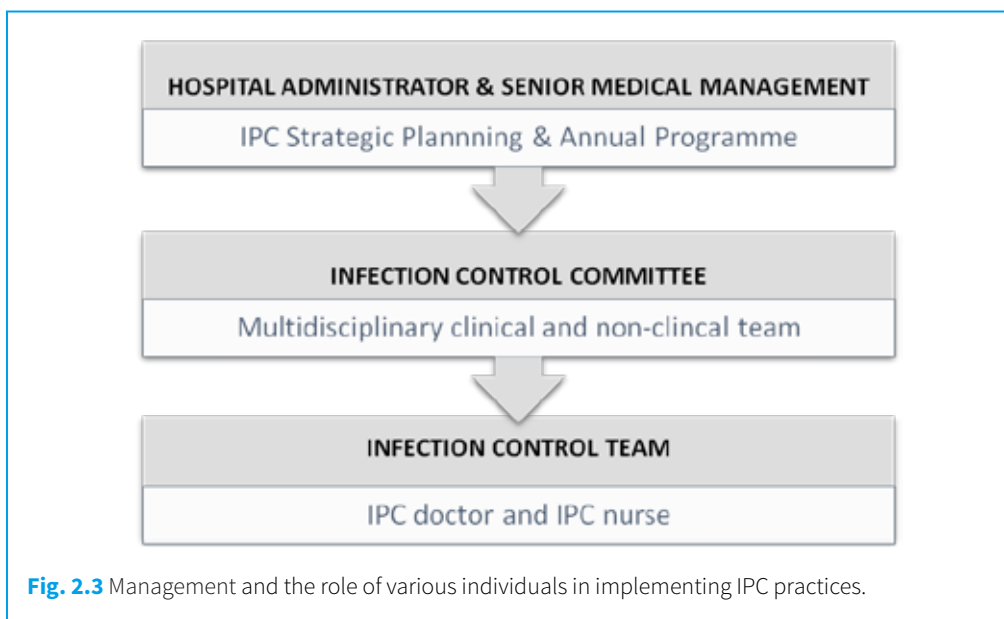 HOSPITAL ADMINISTRATOR & SENIOR MEDICAL MANAGEMENT
IPC Strategic Plannning & Annual Programme
INFECTION CONTROL COMMITTEE
Multidisciplinary clinical and non-clincal team
INFECTION CONTROL TEAM
IPC doctor and IPC nurse
Fig. 2.3 Management and the role of various individuals in implementing IPC practices.